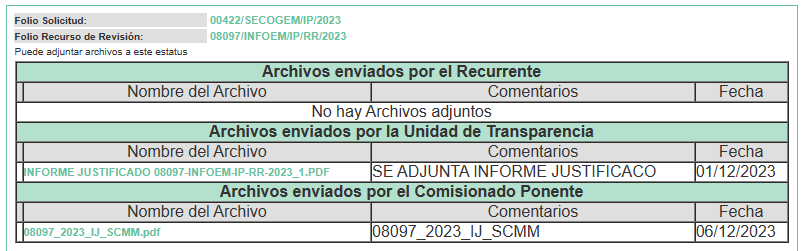 Folio Solicitud: 00422/SECOGEM/IP/2023
Folio Recurso de Revisión: 08097/INFOEM/IP/RR/2023
Puede adjuntar archivos a este estatus
Archivos enviados por el Recurrente
Nombre del Archivo Comentarios Fecha
No hay Archivos adjuntos
Archivos enviados por la Unidad de Transparencia
Nombre del Archivo Comentarios Fecha
INFORME JUSTIFICADO 08097-INFOEM-IP-RR-2023_1.PDF SE ADJUNTA INFORME JUSTIFICACO 01/12/2023
Archivos enviados por el Comisionado Ponente
Nombre del Archivo Comentarios Fecha
08097_2023_IJ_SCMM.pdf 08097_2023_IJ_SCMM 06/12/2023